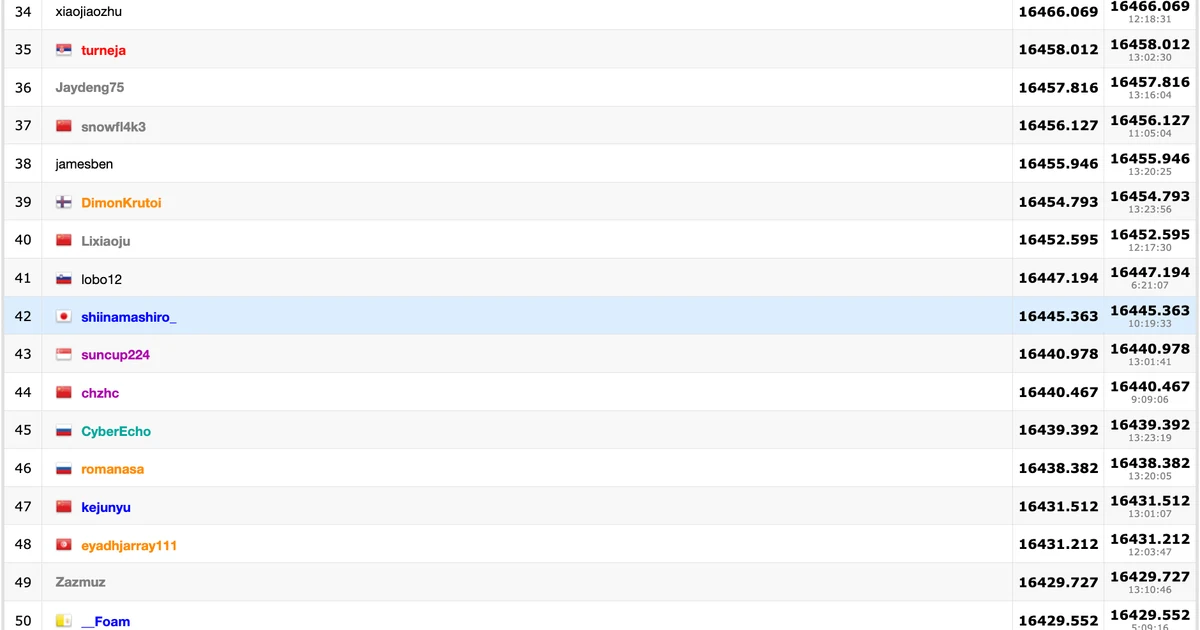 34 xiaojiaozhu 16466.069 16466.069
12:18:31
35 turneja 16458.012 16458.012
13:02:30
36 Jaydeng75 16457.816 16457.816
13:16:04
37 snowfl4k3 16456.127 16456.127
11:05:04
38 jamesben 16455.946 16455.946
13:20:25
39 DimonKrutoi 16454.793 16454.793
13:23:56
40 Lixiaoju 16452.595 16452.595
12:17:30
41 lobo12 16447.194 16447.194
6:21:07
42 shiinamashiro_ 16445.363 16445.363
10:19:33
43 suncup224 16440.978 16440.978
13:01:41
44 chzhc 16440.467 16440.467
9:09:06
45 CyberEcho 16439.392 16439.392
13:23:19
46 romanasa 16438.382 16438.382
13:20:05
47 kejunyu 16431.512 16431.512
13:01:07
48 eyadhjarray111 16431.212 16431.212
12:03:47
49 Zazmuz 16429.727 16429.727
13:10:46
50 __Foam 16429.552 16429.552
5:09:16